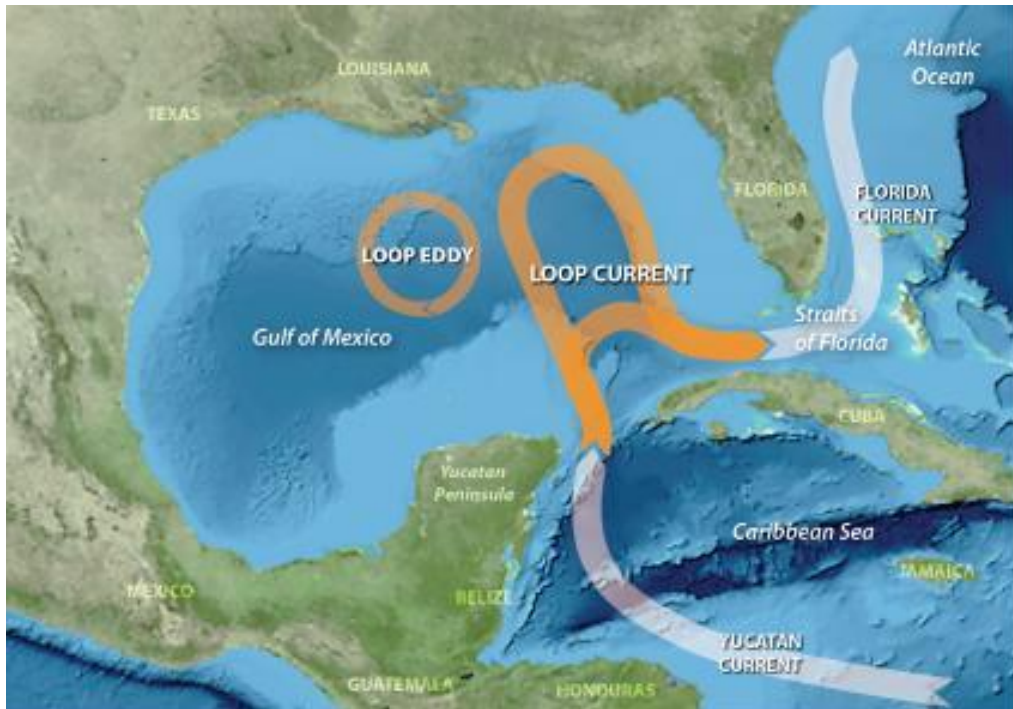 Atlantic
Ocean
LOUISIANA
TEXAS
FLORIDA
FLORIDA
CURRENT
LOOP EDDY
LOOP CURRENT
Gulf of Mexico
Straits
of Florida
CUBA
Yucatan
Peninsula
Caribbean Sea
JAMAICA
MEXICO
BELIZE
YUCATAN
CURRENT
GUATEMALA
HONDURAS